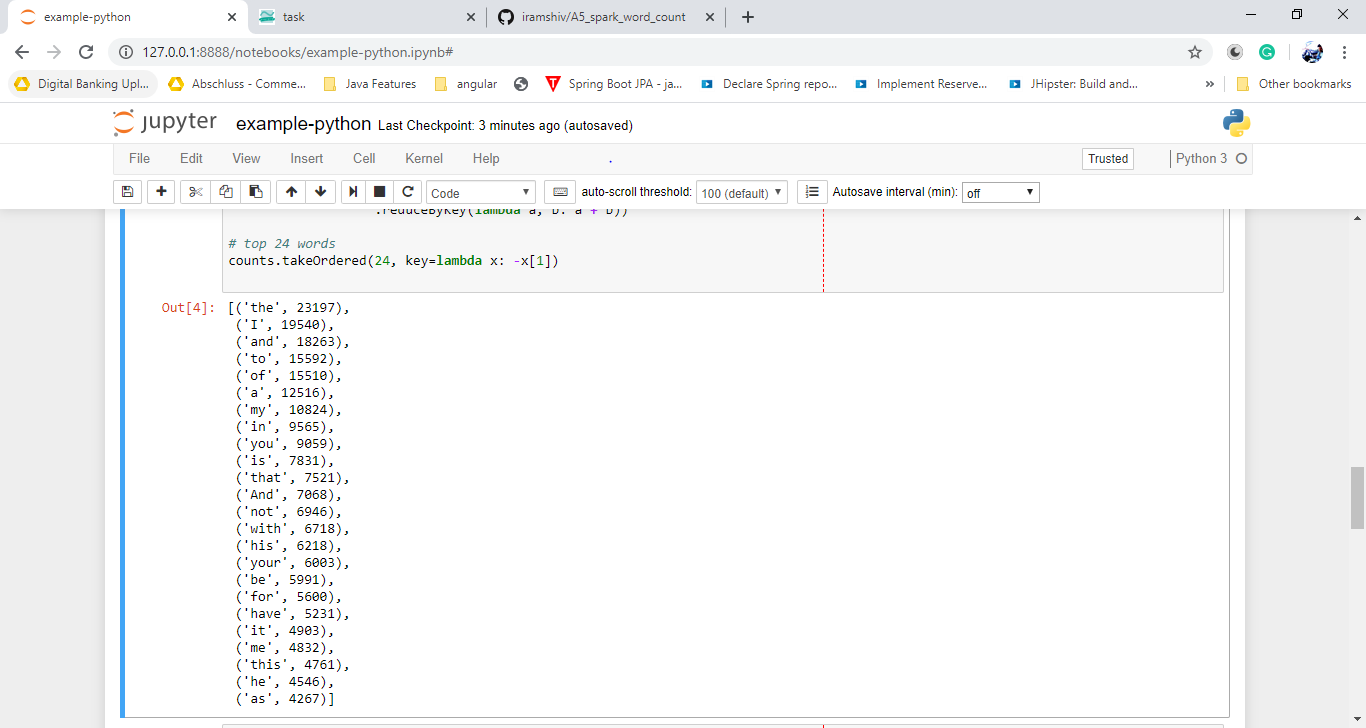 example-python
task
iramshiv/A5_spark_word_count
127.0.0.1:8888/notebooks/example-python.ipynb#
Digital Banking Upl... Abschluss - Comme... Java Features angular Spring Boot JPA - ja... Declare Spring repo... Implement Reserve... JHipster: Build and... » Other bookmarks
jupyter example-python Last Checkpoint: 3 minutes ago (autosaved)
File Edit View Insert Cell Kernel Help . Trusted Python 3
Code auto-scroll threshold: 100 (default) Autosave interval (min): off
.reduceByKey(lambda a, b: a + b))
# top 24 words
counts.takeOrdered(24, key=lambda x: -x[1])
Out[4]: [('the', 23197),
('I', 19540),
('and', 18263),
('to', 15592),
('of', 15510),
('a', 12516),
('my', 10824),
('in', 9565),
('you', 9059),
('is', 7831),
('that', 7521),
('And', 7068),
('not', 6946),
('with', 6718),
('his', 6218),
('your', 6003),
('be', 5991),
('for', 5600),
('have', 5231),
('it', 4903),
('me', 4832),
('this', 4761),
('he', 4546),
('as', 4267)]